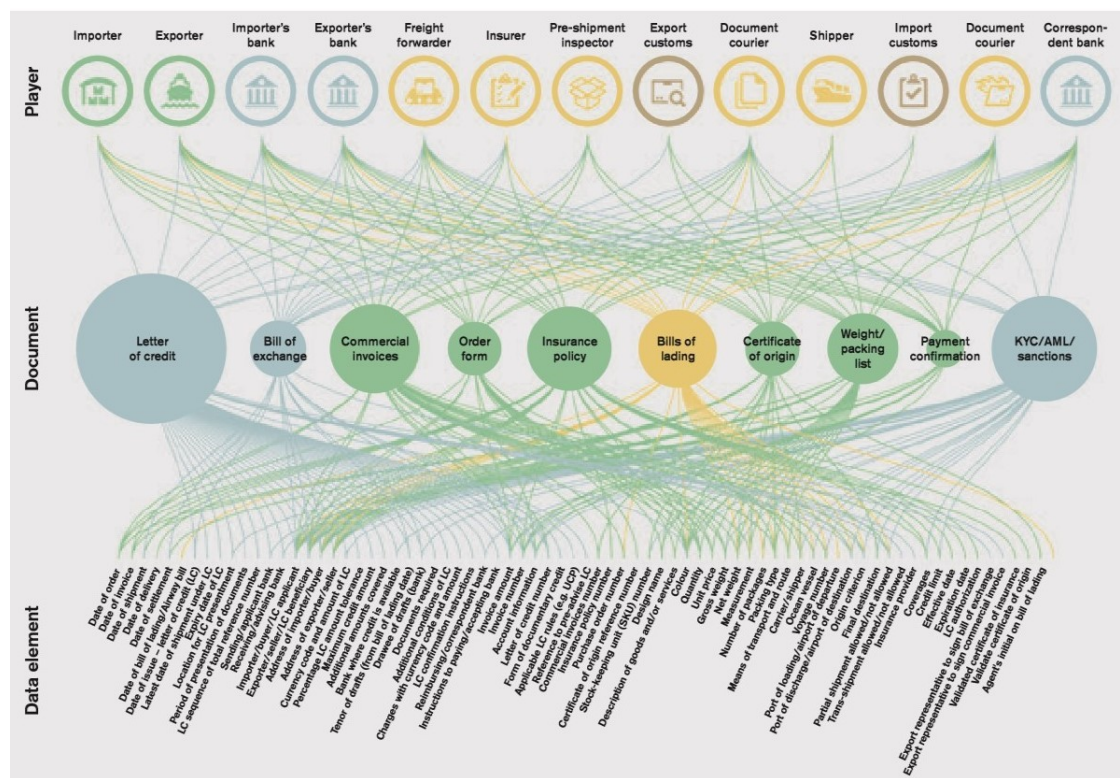 Player
Importer
Exporter
Importer's
bank
Exporter's
bank
Freight
forwarder
Insurer
Pre-shipment
inspector
Export
customs
Document
courier
Shipper
Import
customs
Document
courier
Correspon-
dent bank
Document
Letter
of credit
Bill of
exchange
Commercial
invoices
Order
form
Insurance
policy
Bills of
lading
Certificate
of origin
Weight/
packing
list
Payment
confirmation
KYC/AML/
sanctions
Data element
Date of order
Date of invoice
Date of shipment
Date of delivery
Date of settlement
Date of bill of lading/Airway bill
Date of issue – letter of credit (LC)
Latest date of shipment under LC
Expiry date of LC
Location for LC presentment
Period of presentation of documents
LC sequence of total reference number
Sending/applicant bank
Receiving/advising bank
Importer/buyer/LC applicant
Exporter/seller/LC beneficiary
Address of importer/buyer
Address of exporter/seller
Currency code and amount of LC
Percentage LC amount tolerance
Maximum credit amount
Additional amounts covered
Bank where credit is available
Tenor of drafts (from bill of lading date)
Drawee of drafts (bank)
Documents required
Additional conditions of LC
Charges with currency code and amount
LC confirmation instructions
Reimbursing/correspondent bank
Instructions to paying/accepting bank
Invoice amount
Invoice number
Account information
Letter of credit number
Form of documentary credit
Applicable LC rules (e.g. UCP)
Reference to pre-advise LC
Commercial invoices number
Insurance policy number
Purchase order number
Certificate of origin reference number
Stock-keeping unit (SKU) number
Design name
Description of goods and/or services
Colour
Quantity
Unit price
Gross weight
Net weight
Measurement
Number of packages
Packing type
Means of transport and route
Carrier/shipper
Ocean vessel
Voyage number
Port of loading/airport of departure
Port of discharge/airport of destination
Origin criterion
Final destination
Partial shipment allowed/not allowed
Trans-shipment allowed/not allowed
Insurance provider
Coverages
Credit limit
Effective date
Expiration date
LC authorization
Export representative to sign bill of exchange
Export representative to sign commercial invoice
Validated certificate of insurance
Validate certificate of origin
Agent's initial on bill of lading